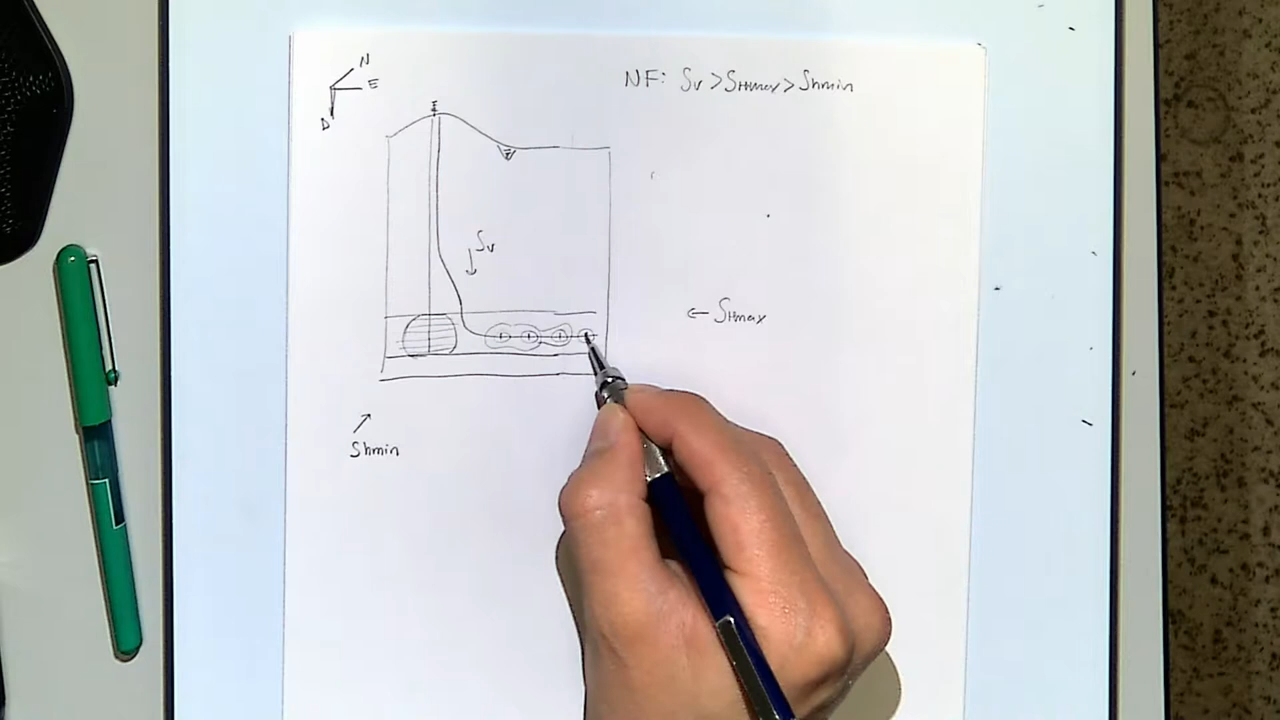 N
E
D
NF: Sv > SHmax > Shmin
Sv
← SHmax
Shmin